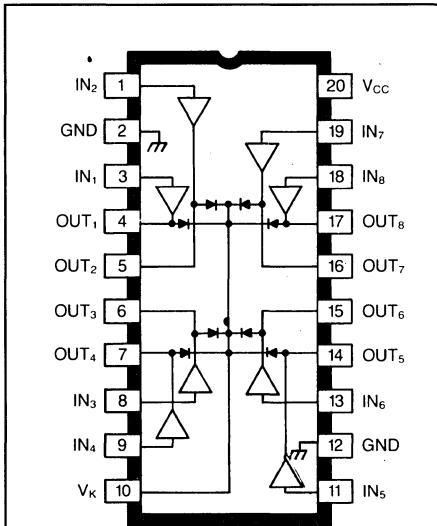 IN2 1 20 VCC
GND 2 19 IN7
IN1 3 18 IN8
OUT1 4 17 OUT8
OUT2 5 16 OUT7
OUT3 6 15 OUT6
OUT4 7 14 OUT5
IN3 8 13 IN6
IN4 9 12 GND
VK 10 11 IN5